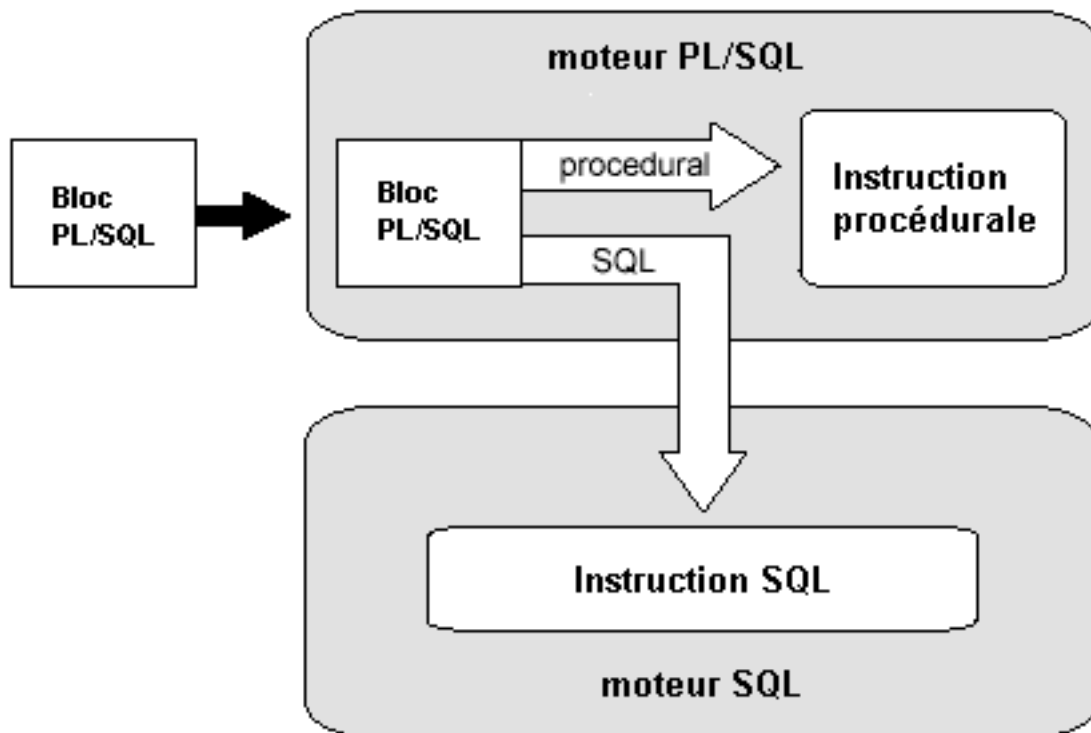 moteur PL/SQL
Bloc
PL/SQL
Bloc
PL/SQL
procedural
SQL
Instruction
procédurale
Instruction SQL
moteur SQL